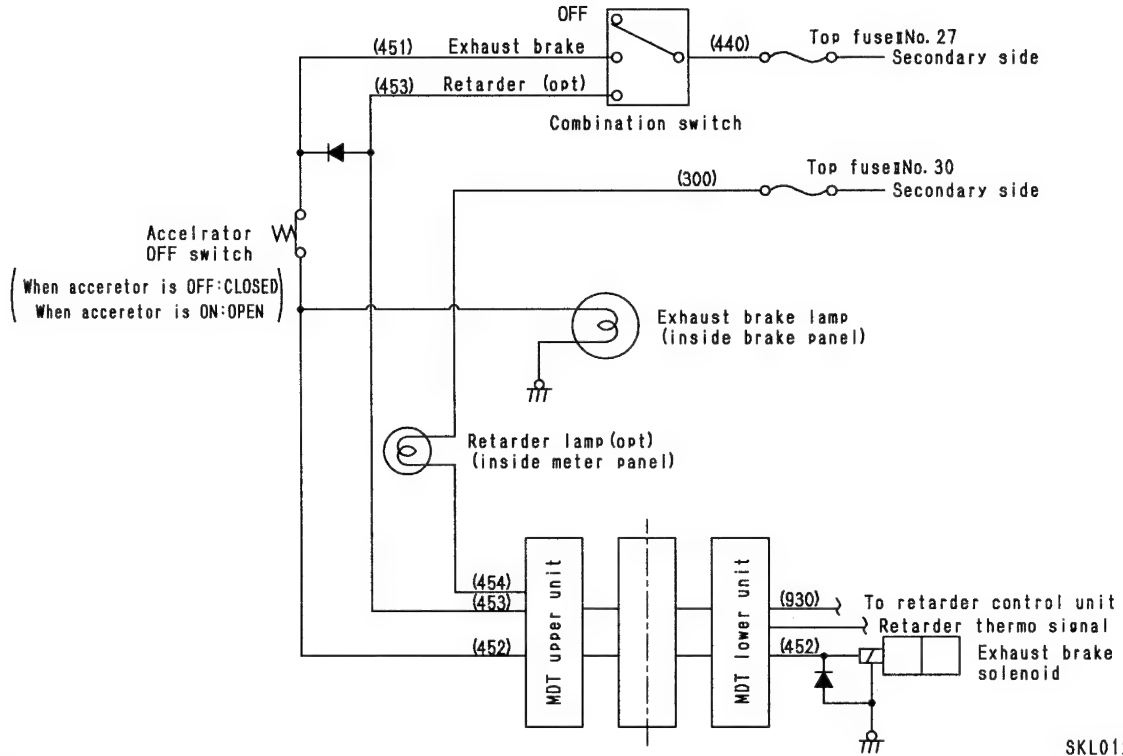 OFF
(451) Exhaust brake
(440)
Top fuse No. 27
Secondary side
(453) Retarder (opt)
Combination switch
(300)
Top fuse No. 30
Secondary side
Accelrator
OFF switch
(When acceretor is OFF:CLOSED
When acceretor is ON:OPEN)
Exhaust brake lamp
(inside brake panel)
Retarder lamp (opt)
(inside meter panel)
MDT upper unit
MDT lower unit
(454)
(453)
(452)
(930)
To retarder control unit
Retarder thermo signal
(452)
Exhaust brake
solenoid